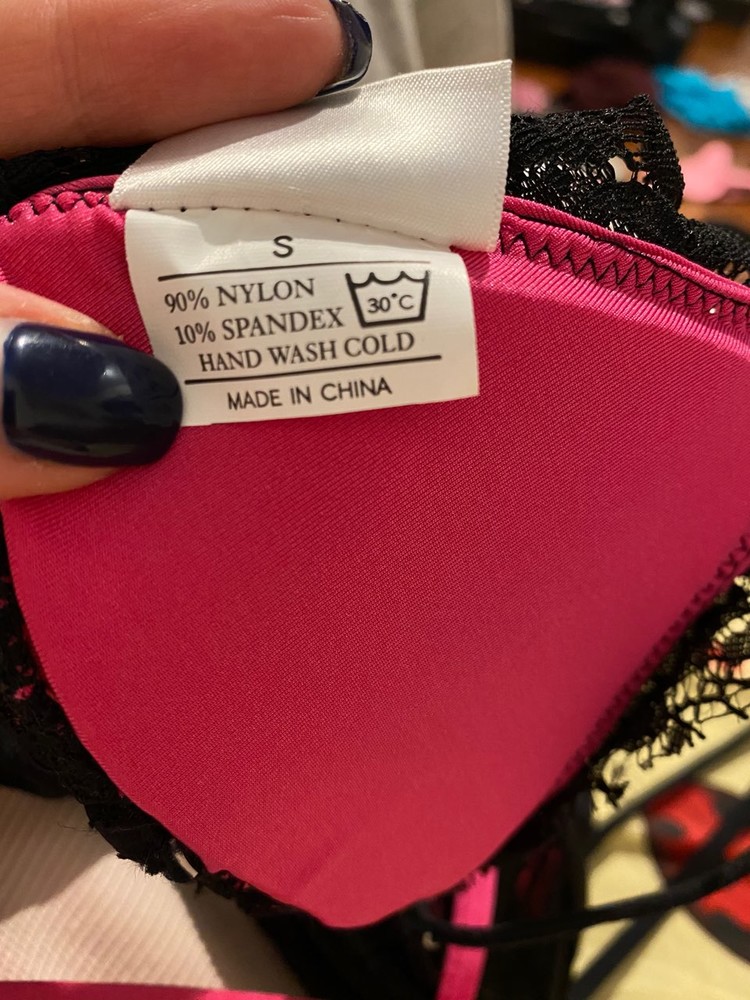 S
90% NYLON
10% SPANDEX
30°C
HAND WASH COLD
MADE IN CHINA